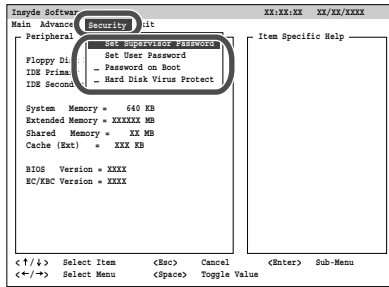 Insyde Softwar XX:XX:XX XX/XX/XXXX
Main Advanc Security it
Peripheral Item Specific Help
Set Supervisor Password
Set User Password
Floppy Di
_ Password on Boot
IDE Prima
_ Hard Disk Virus Protect
IDE Second
System Memory = 640 KB
Extended Memory = XXXXXX MB
Shared Memory = XX MB
Cache (Ext) = XXX KB
BIOS Version = XXXX
EC/KBC Version = XXXX
<↑/↓> Select Item <Esc> Cancel <Enter> Sub-Menu
<←/→> Select Menu <Space> Toggle Value